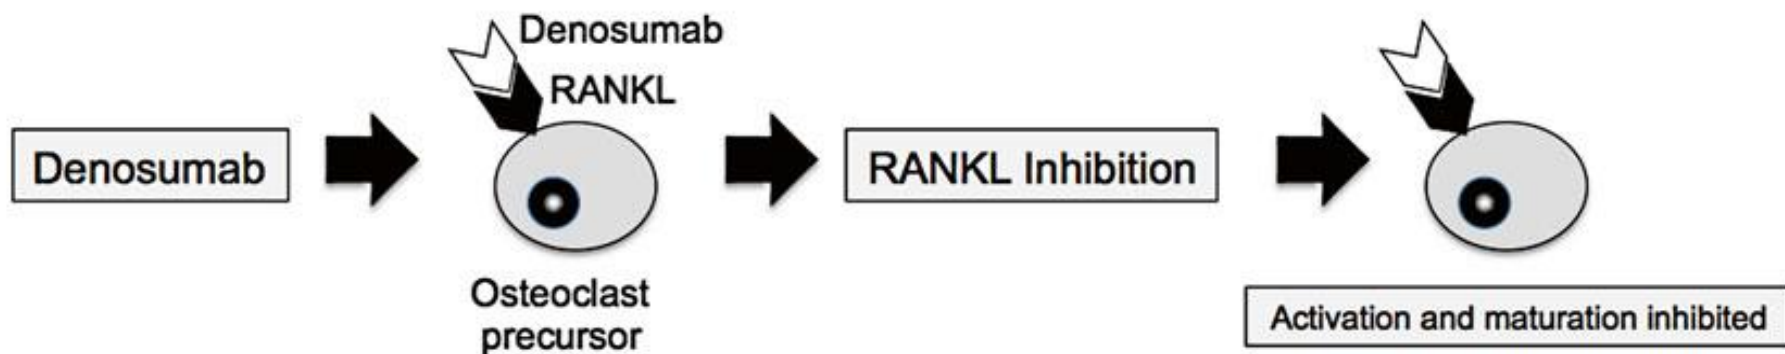 Denosumab
Denosumab
RANKL
Osteoclast
precursor
RANKL Inhibition
Activation and maturation inhibited